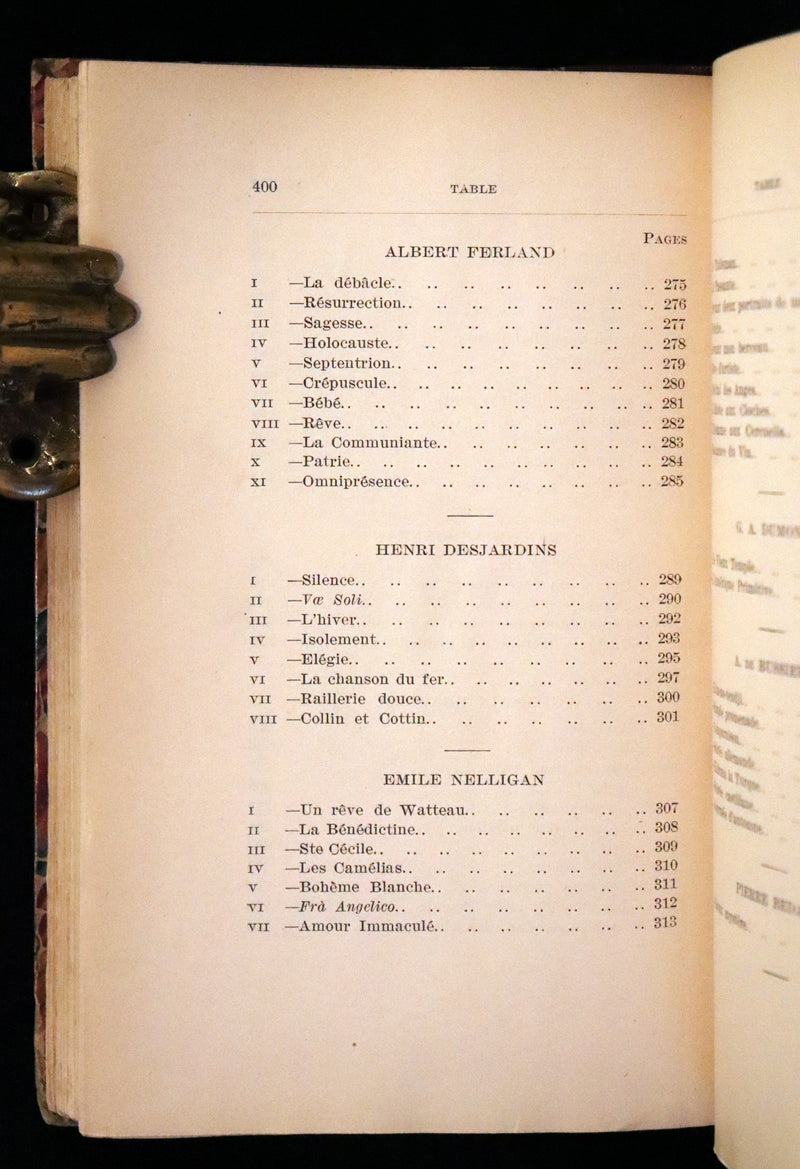 400 TABLE
PAGES
ALBERT FERLAND
I —La débâcle.. .. .. .. .. .. .. .. .. 275
II —Résurrection.. .. .. .. .. .. .. .. 276
III —Sagesse.. .. .. .. .. .. .. .. .. 277
IV —Holocauste.. .. .. .. .. .. .. .. 278
V —Septentrion.. .. .. .. .. .. .. .. 279
VI —Crépuscule.. .. .. .. .. .. .. .. .. 280
VII —Bébé.. .. .. .. .. .. .. .. .. .. 281
VIII —Rêve.. .. .. .. .. .. .. .. .. .. 282
IX —La Communiante.. .. .. .. .. .. .. 283
X —Patrie.. .. .. .. .. .. .. .. .. .. 284
XI —Omniprésence.. .. .. .. .. .. .. .. 285
HENRI DESJARDINS
I —Silence.. .. .. .. .. .. .. .. .. 289
II —Væ Soli.. .. .. .. .. .. .. .. .. 290
III —L'hiver.. .. .. .. .. .. .. .. .. 292
IV —Isolement.. .. .. .. .. .. .. .. .. 293
V —Elégie.. .. .. .. .. .. .. .. .. 295
VI —La chanson du fer.. .. .. .. .. .. .. 297
VII —Raillerie douce.. .. .. .. .. .. .. 300
VIII —Collin et Cottin.. .. .. .. .. .. .. 301
EMILE NELLIGAN
I —Un rêve de Watteau.. .. .. .. .. .. 307
II —La Bénédictine.. .. .. .. .. .. .. .. 308
III —Ste Cécile.. .. .. .. .. .. .. .. .. 309
IV —Les Camélias.. .. .. .. .. .. .. .. 310
V —Bohème Blanche.. .. .. .. .. .. .. 311
VI —Frà Angelico.. .. .. .. .. .. .. .. 312
VII —Amour Immaculé.. .. .. .. .. .. .. 313
TABLE